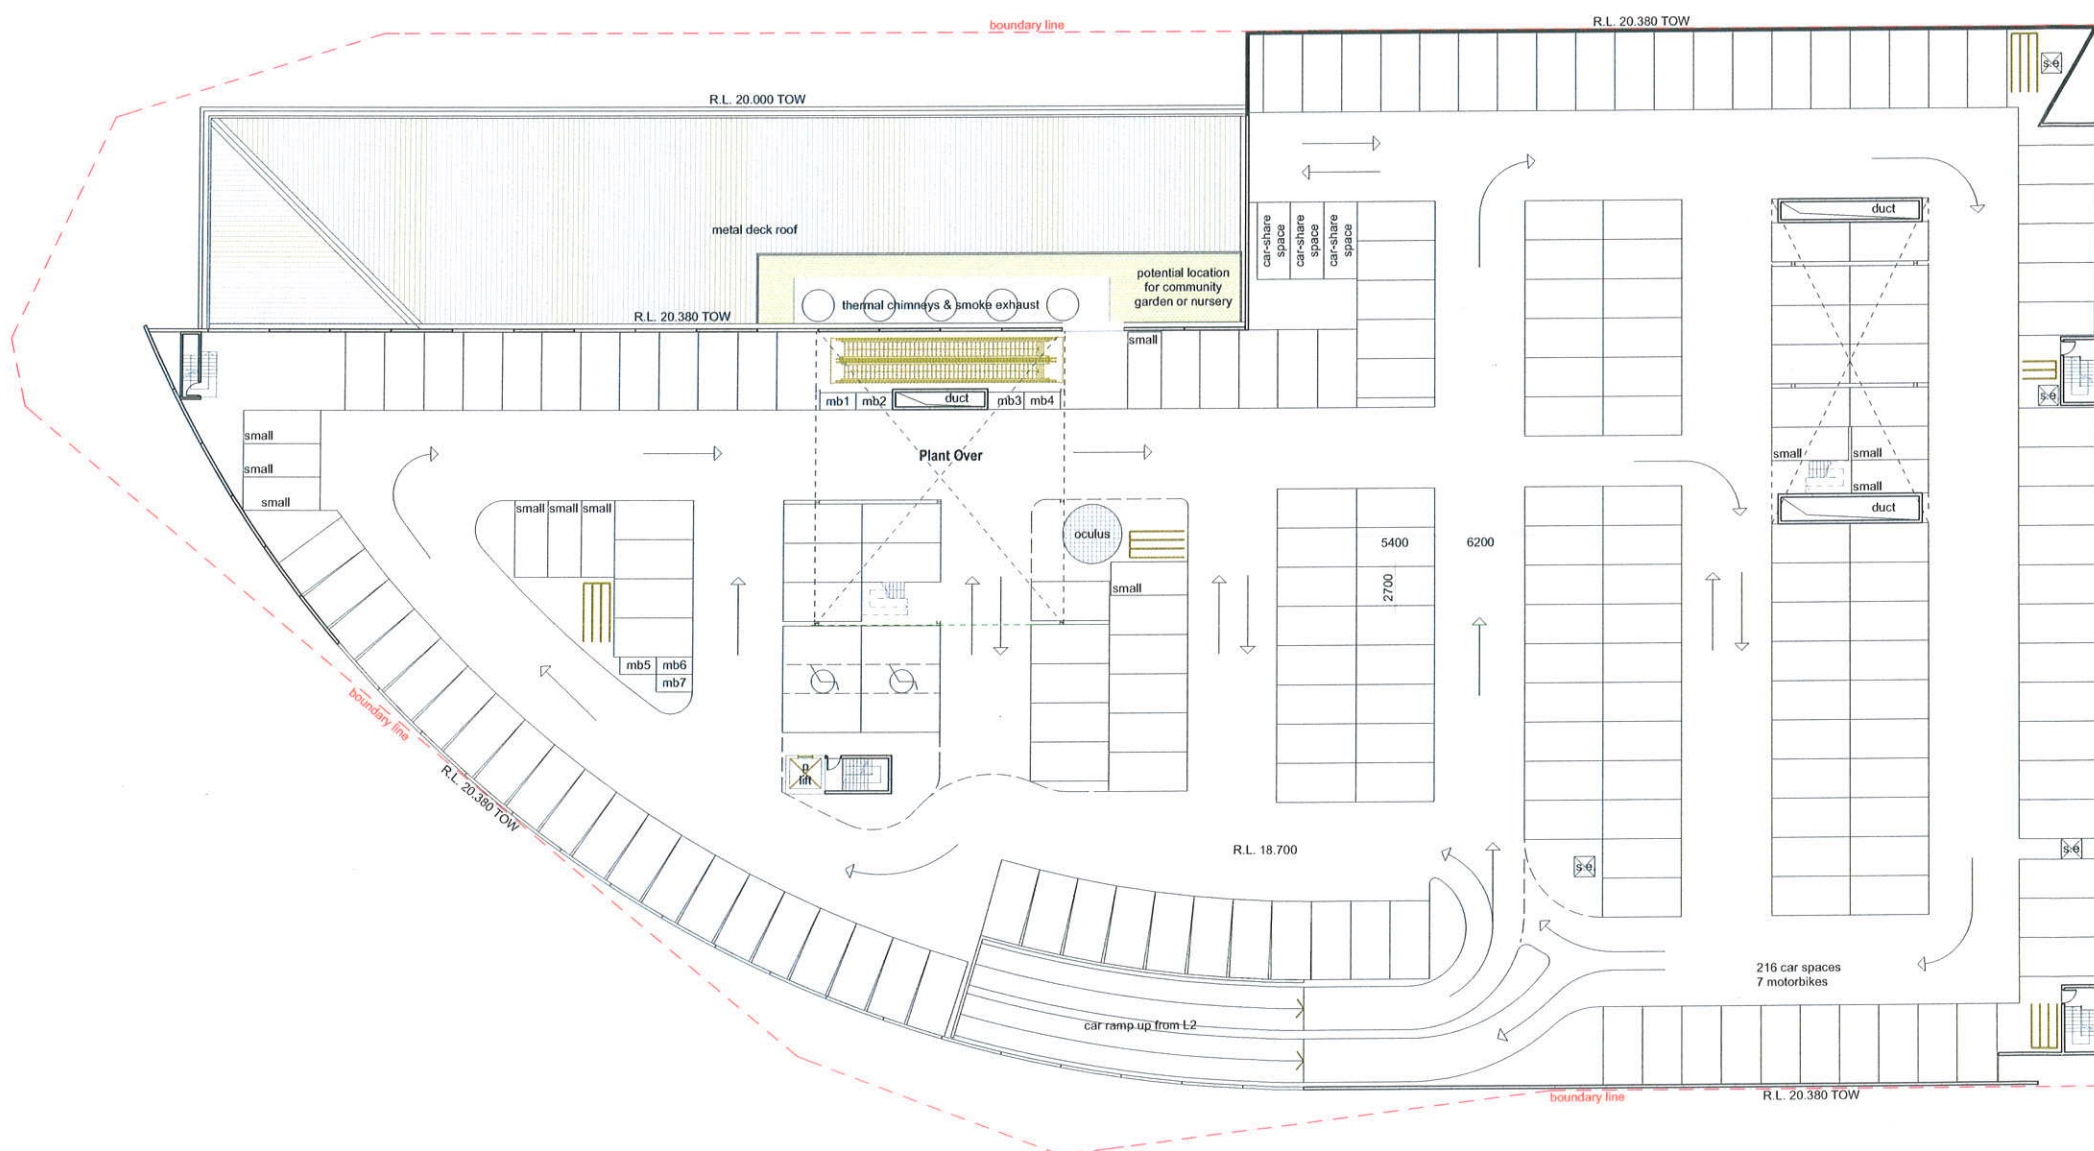 boundary line
R.L. 20.380 TOW
s.e
R.L. 20.000 TOW
car-share
space
car-share
space
car-share
space
duct
metal deck roof
potential location
for community
garden or nursery
thermal chimneys & smoke exhaust
R.L. 20.380 TOW
small
mb1
mb2
duct
mb3
mb4
s.e
small
small
small
Plant Over
small
small
small
duct
small
small
small
oculus
5400
6200
2700
small
mb5
mb6
mb7
boundary line
R.L. 20.380 TOW
lift
R.L. 18.700
s.e
s.e
216 car spaces
7 motorbikes
car ramp up from L2
boundary line
R.L. 20.380 TOW